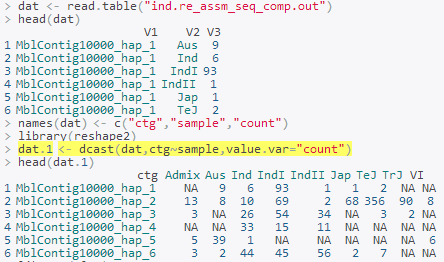 > dat <- read.table("ind.re_assm_seq_comp.out")
> head(dat)
V1 V2 V3
1 MblContig10000_hap_1 Aus 9
2 MblContig10000_hap_1 Ind 6
3 MblContig10000_hap_1 IndI 93
4 MblContig10000_hap_1 IndII 1
5 MblContig10000_hap_1 Jap 1
6 MblContig10000_hap_1 TeJ 2
> names(dat) <- c("ctg","sample","count")
> library(reshape2)
> dat.1 <- dcast(dat,ctg~sample,value.var="count")
> head(dat.1)
ctg Admix Aus Ind IndI IndII Jap TeJ TrJ VI
1 MblContig10000_hap_1 NA 9 6 93 1 1 2 NA NA
2 MblContig10000_hap_2 13 8 10 69 2 68 356 90 8
3 MblContig10000_hap_3 3 NA 26 54 34 NA 3 NA 2
4 MblContig10000_hap_4 NA NA 33 15 11 NA NA NA NA
5 MblContig10000_hap_5 5 39 1 NA NA NA NA NA 6
6 MblContig10000_hap_6 3 2 44 45 56 2 7 NA NA